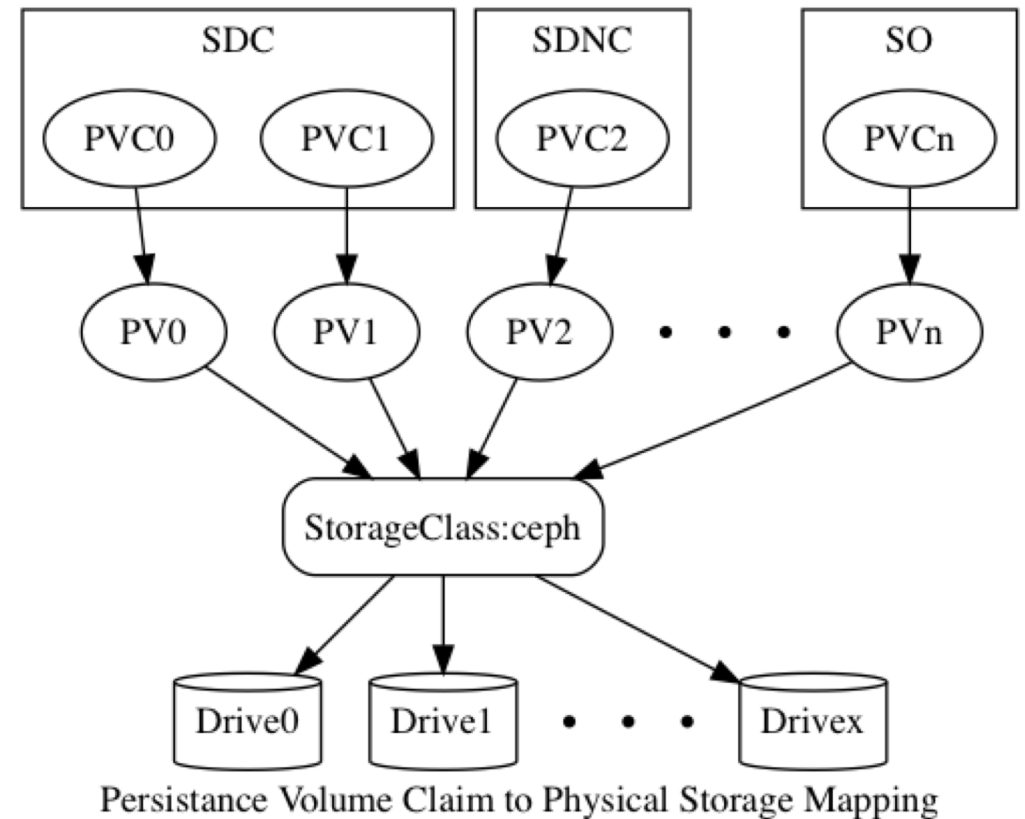 SDC SDNC SO
PVC0 PVC1 PVC2 PVCn
PV0 PV1 PV2 • • • PVn
StorageClass:ceph
Drive0 Drive1 • • • Drivex
Persistance Volume Claim to Physical Storage Mapping